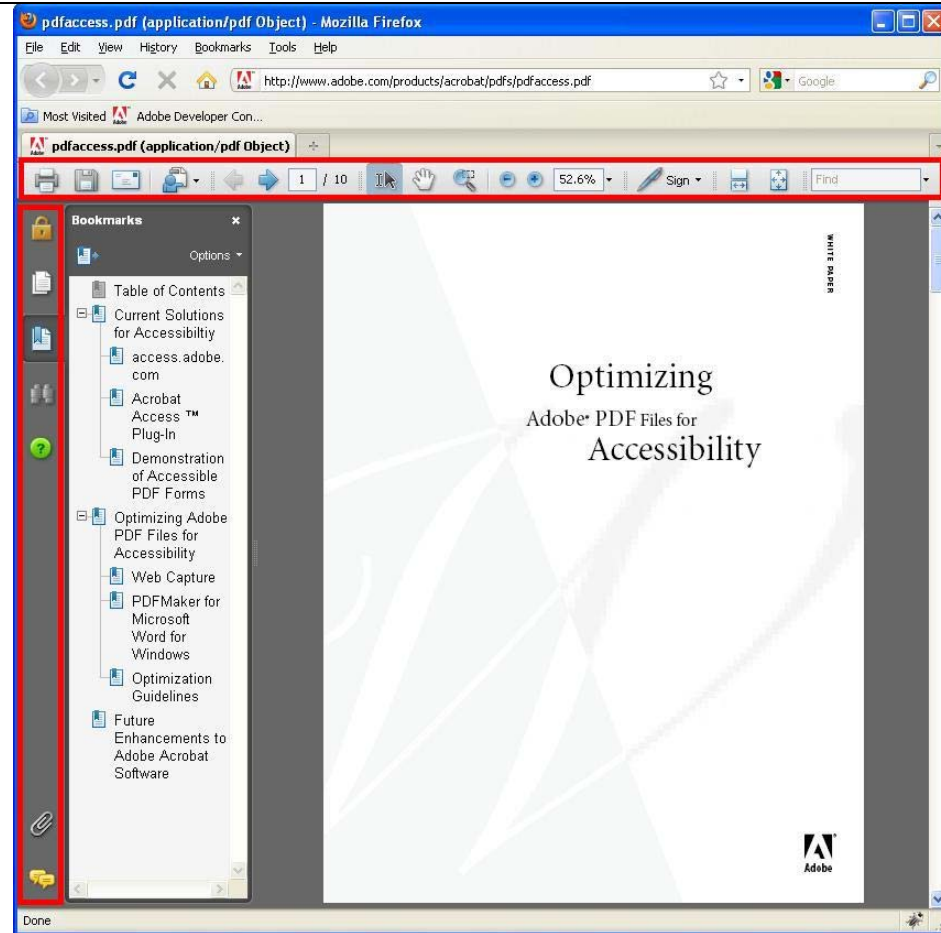 pdfaccess.pdf (application/pdf Object) - Mozilla Firefox
File Edit View History Bookmarks Tools Help
http://www.adobe.com/products/acrobat/pdfs/pdfaccess.pdf
Google
Most Visited Adobe Developer Con...
pdfaccess.pdf (application/pdf Object)
1 / 10 52.6% Sign Find
Bookmarks
Options
Table of Contents
Current Solutions
for Accessibiltiy
access.adobe.
com
Acrobat
Access ™
Plug-In
Demonstration
of Accessible
PDF Forms
Optimizing Adobe
PDF Files for
Accessibility
Web Capture
PDFMaker for
Microsoft
Word for
Windows
Optimization
Guidelines
Future
Enhancements to
Adobe Acrobat
Software
WHITE PAPER
Optimizing
Adobe® PDF Files for
Accessibility
Adobe
Done